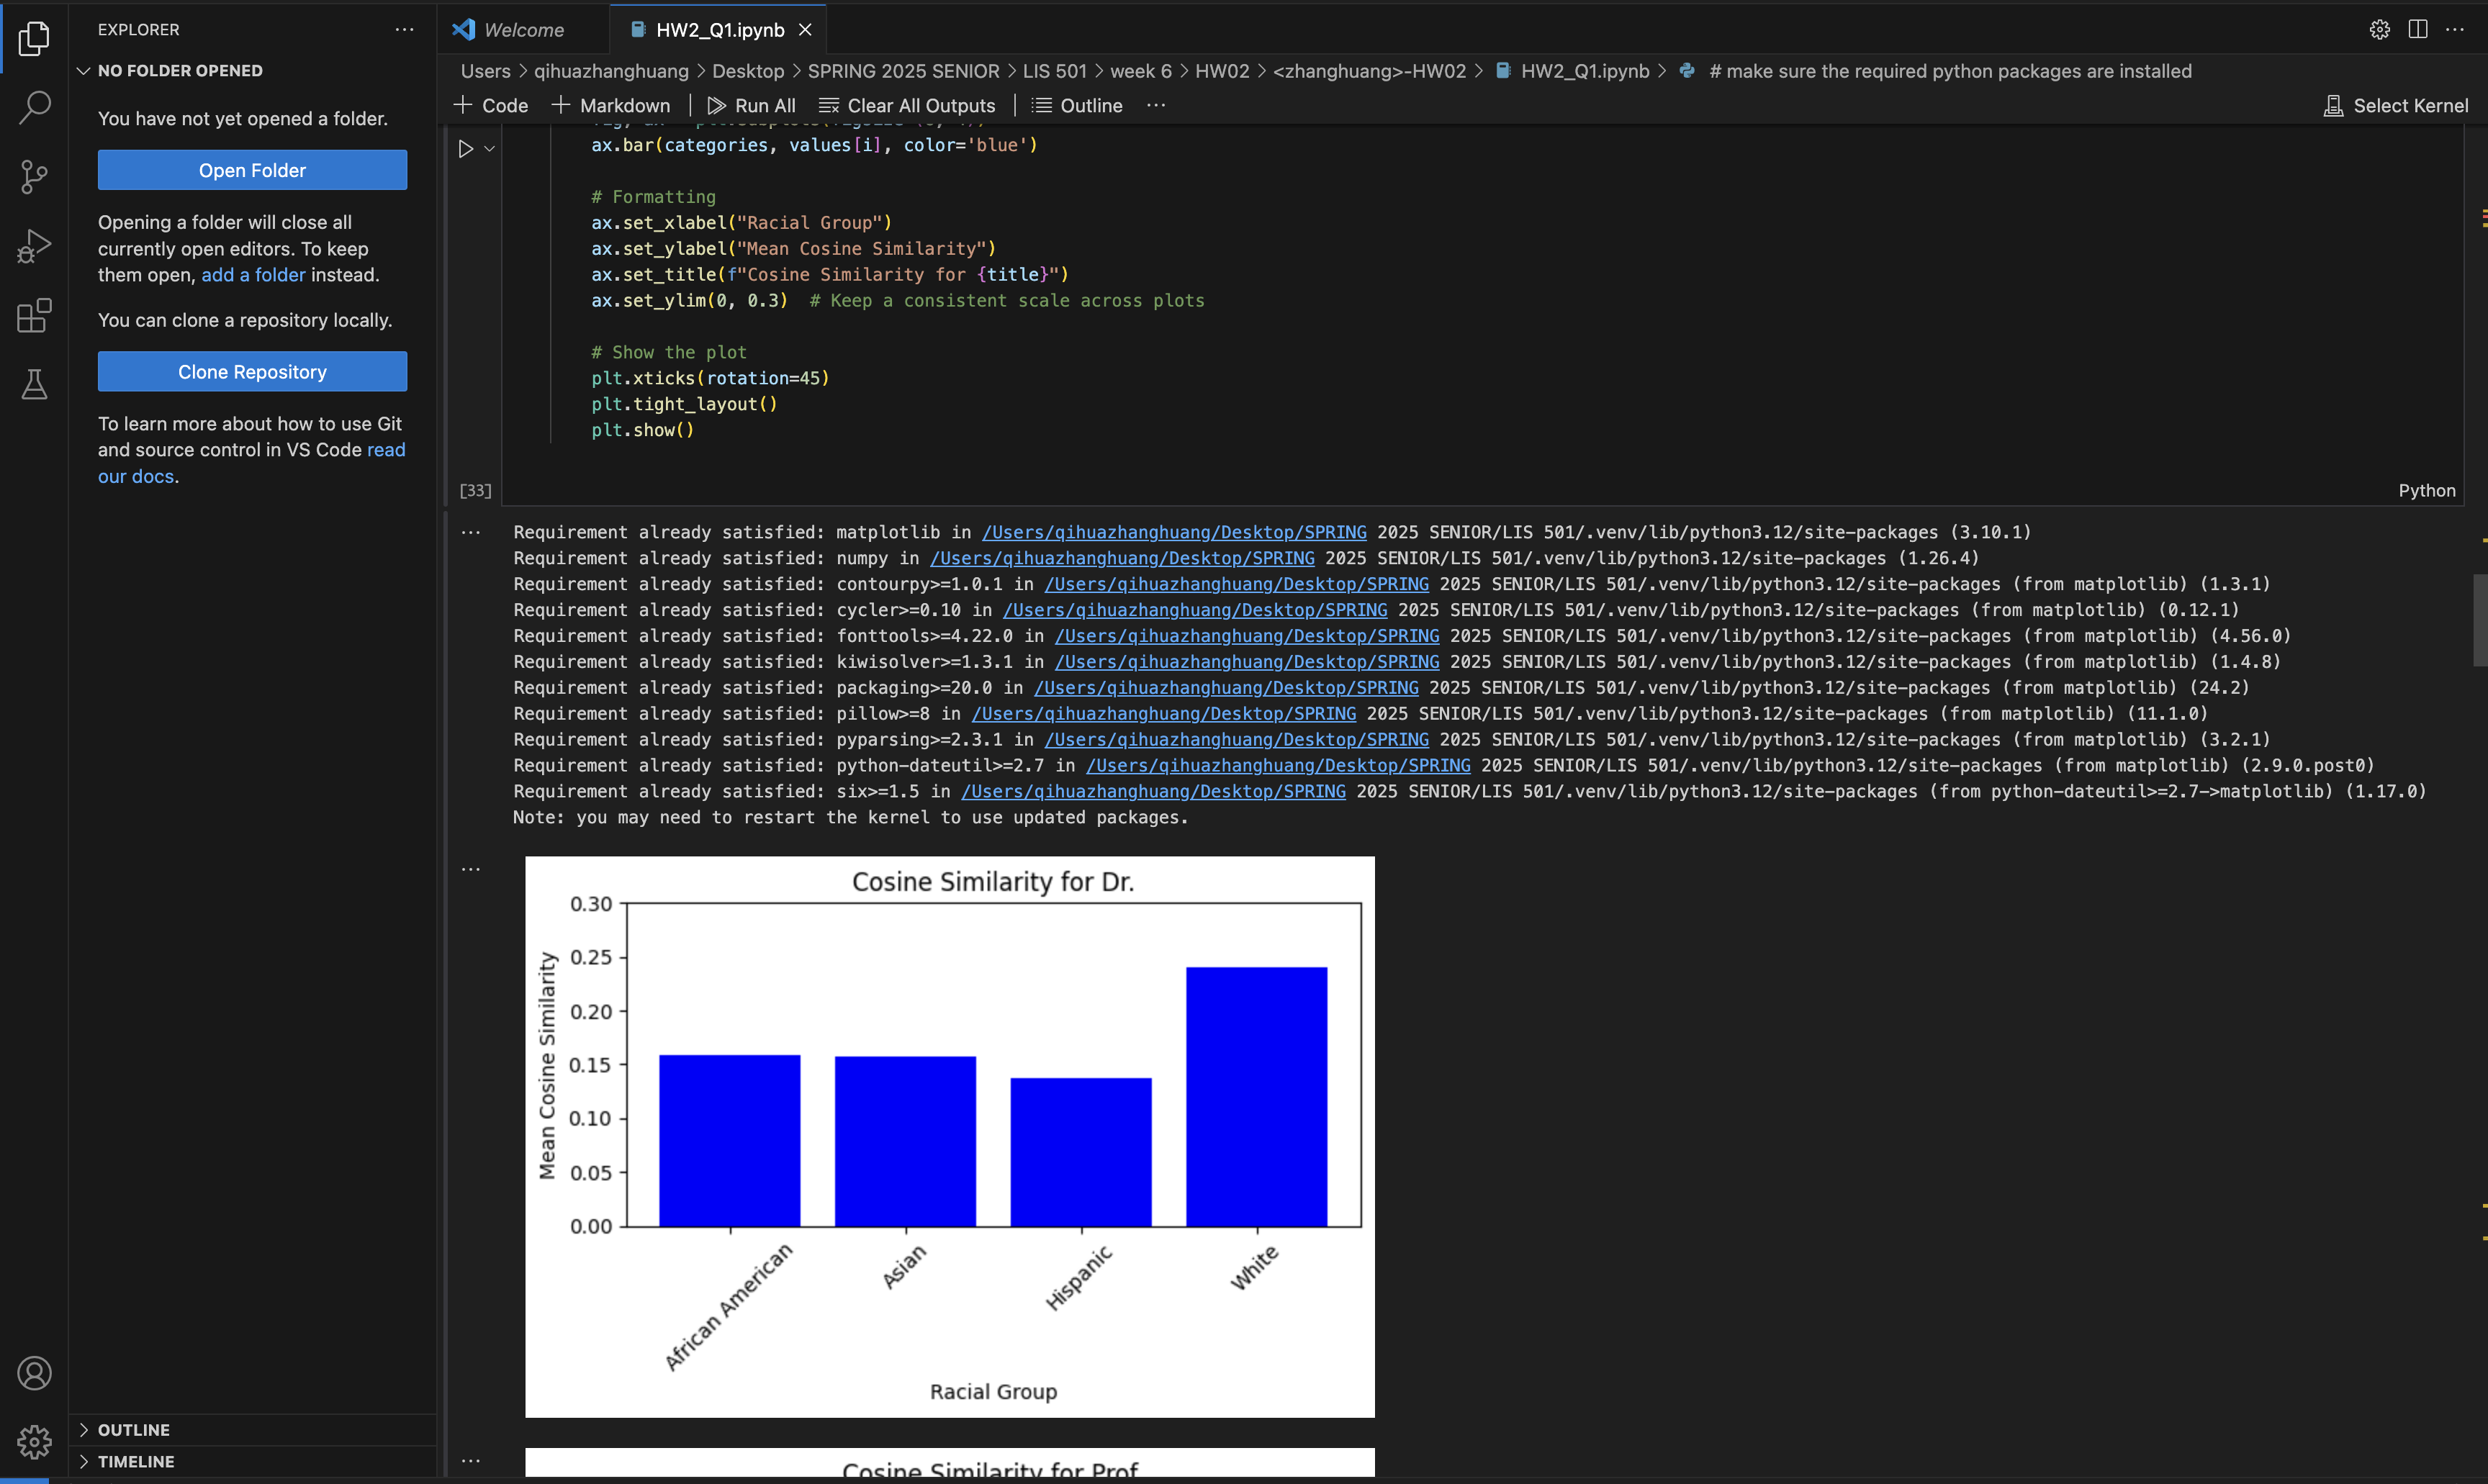 EXPLORER
NO FOLDER OPENED
You have not yet opened a folder.
Open Folder
Opening a folder will close all
currently open editors. To keep
them open, add a folder instead.
You can clone a repository locally.
Clone Repository
To learn more about how to use Git
and source control in VS Code read
our docs.
OUTLINE
TIMELINE
Welcome
HW2_Q1.ipynb
Users > qihuazhanghuang > Desktop > SPRING 2025 SENIOR > LIS 501 > week 6 > HW02 > <zhanghuang>-HW02 > HW2_Q1.ipynb > # make sure the required python packages are installed
+ Code + Markdown Run All Clear All Outputs Outline ... Select Kernel
ax.bar(categories, values[i], color='blue')
# Formatting
ax.set_xlabel("Racial Group")
ax.set_ylabel("Mean Cosine Similarity")
ax.set_title(f"Cosine Similarity for {title}")
ax.set_ylim(0, 0.3)  # Keep a consistent scale across plots
# Show the plot
plt.xticks(rotation=45)
plt.tight_layout()
plt.show()
[33]
Python
Requirement already satisfied: matplotlib in /Users/qihuazhanghuang/Desktop/SPRING 2025 SENIOR/LIS 501/.venv/lib/python3.12/site-packages (3.10.1)
Requirement already satisfied: numpy in /Users/qihuazhanghuang/Desktop/SPRING 2025 SENIOR/LIS 501/.venv/lib/python3.12/site-packages (1.26.4)
Requirement already satisfied: contourpy>=1.0.1 in /Users/qihuazhanghuang/Desktop/SPRING 2025 SENIOR/LIS 501/.venv/lib/python3.12/site-packages (from matplotlib) (1.3.1)
Requirement already satisfied: cycler>=0.10 in /Users/qihuazhanghuang/Desktop/SPRING 2025 SENIOR/LIS 501/.venv/lib/python3.12/site-packages (from matplotlib) (0.12.1)
Requirement already satisfied: fonttools>=4.22.0 in /Users/qihuazhanghuang/Desktop/SPRING 2025 SENIOR/LIS 501/.venv/lib/python3.12/site-packages (from matplotlib) (4.56.0)
Requirement already satisfied: kiwisolver>=1.3.1 in /Users/qihuazhanghuang/Desktop/SPRING 2025 SENIOR/LIS 501/.venv/lib/python3.12/site-packages (from matplotlib) (1.4.8)
Requirement already satisfied: packaging>=20.0 in /Users/qihuazhanghuang/Desktop/SPRING 2025 SENIOR/LIS 501/.venv/lib/python3.12/site-packages (from matplotlib) (24.2)
Requirement already satisfied: pillow>=8 in /Users/qihuazhanghuang/Desktop/SPRING 2025 SENIOR/LIS 501/.venv/lib/python3.12/site-packages (from matplotlib) (11.1.0)
Requirement already satisfied: pyparsing>=2.3.1 in /Users/qihuazhanghuang/Desktop/SPRING 2025 SENIOR/LIS 501/.venv/lib/python3.12/site-packages (from matplotlib) (3.2.1)
Requirement already satisfied: python-dateutil>=2.7 in /Users/qihuazhanghuang/Desktop/SPRING 2025 SENIOR/LIS 501/.venv/lib/python3.12/site-packages (from matplotlib) (2.9.0.post0)
Requirement already satisfied: six>=1.5 in /Users/qihuazhanghuang/Desktop/SPRING 2025 SENIOR/LIS 501/.venv/lib/python3.12/site-packages (from python-dateutil>=2.7->matplotlib) (1.17.0)
Note: you may need to restart the kernel to use updated packages.
Cosine Similarity for Dr.
Mean Cosine Similarity
0.30
0.25
0.20
0.15
0.10
0.05
0.00
African American
Asian
Hispanic
White
Racial Group
Cosine Similarity for Prof